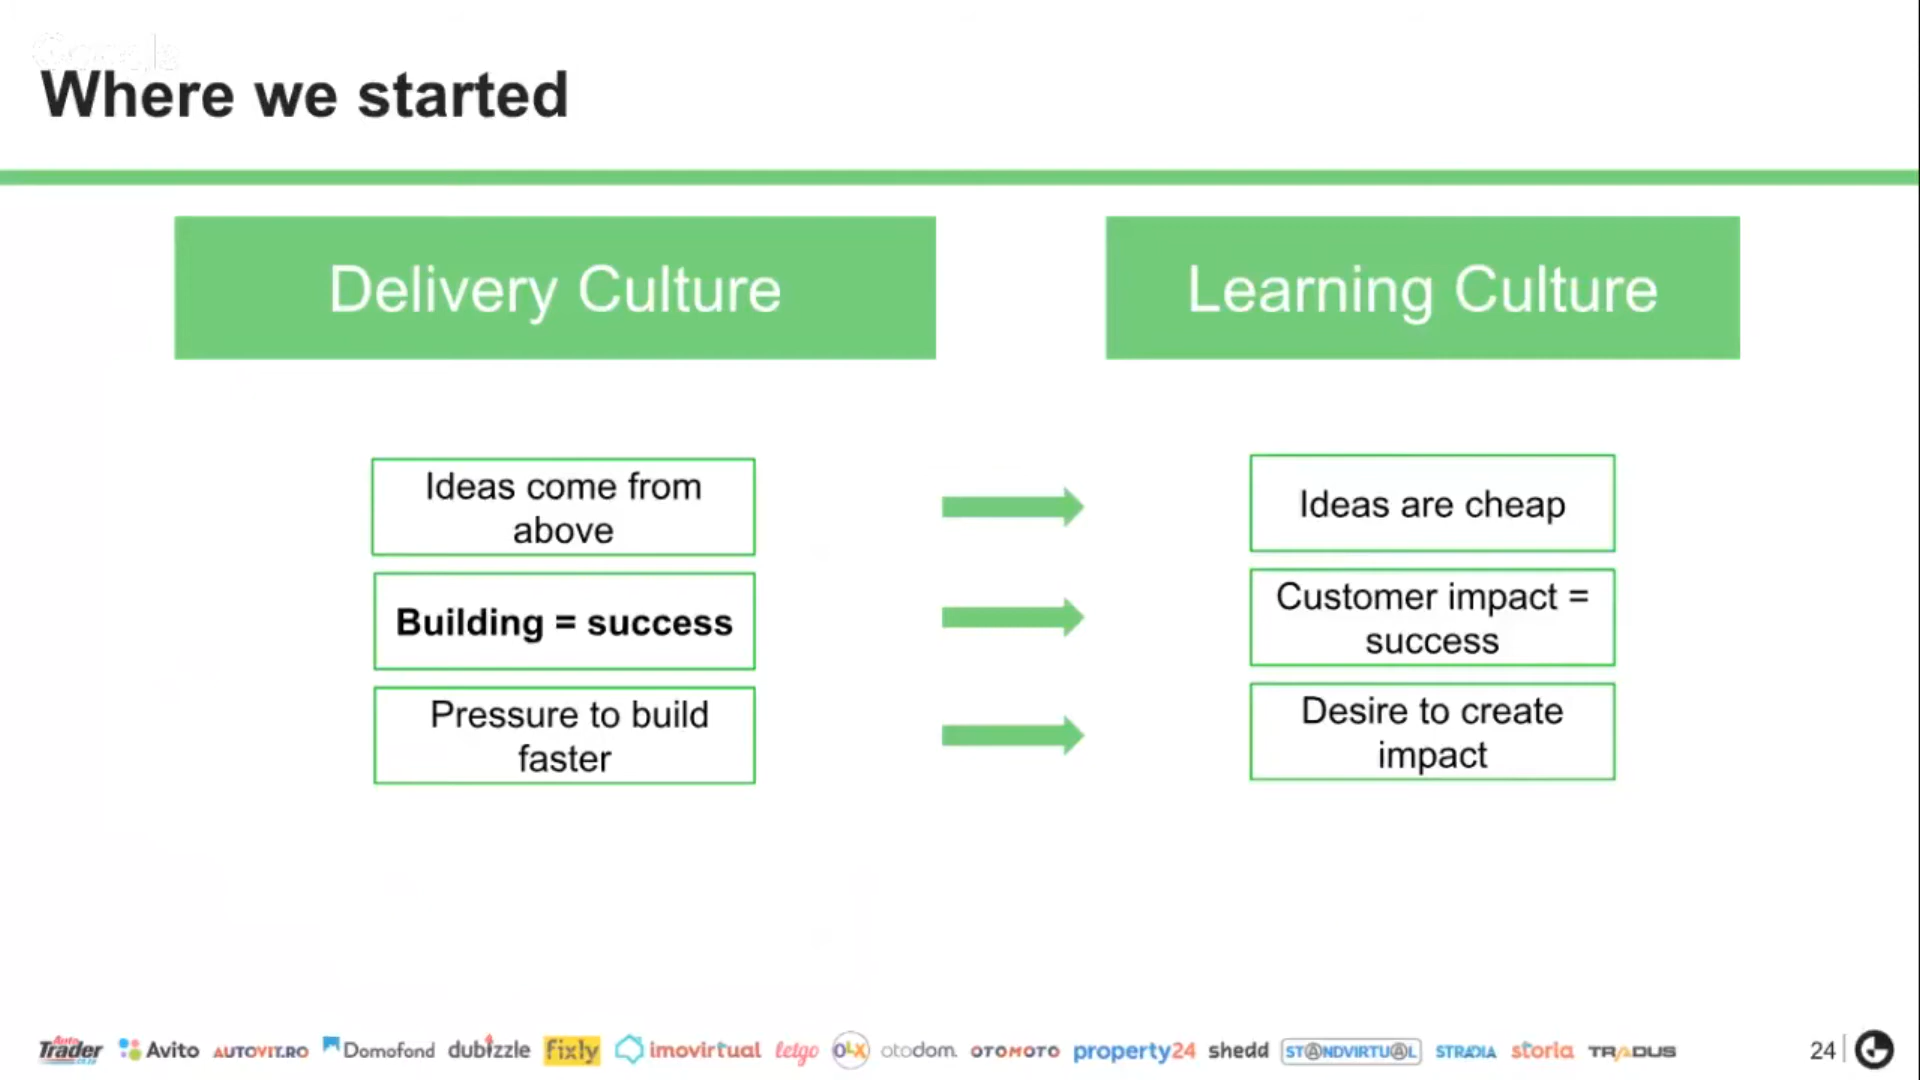 Where we started
Delivery Culture
Learning Culture
Ideas come from
above
Ideas are cheap
Building = success
Customer impact =
success
Pressure to build
faster
Desire to create
impact
Auto Trader Avito AUTOVIT.RO Domofond dubizzle fixly imovirtual letgo OLX otodom OTOMOTO property24 shedd STANDVIRTUAL STRADIA storia TRADUS
24